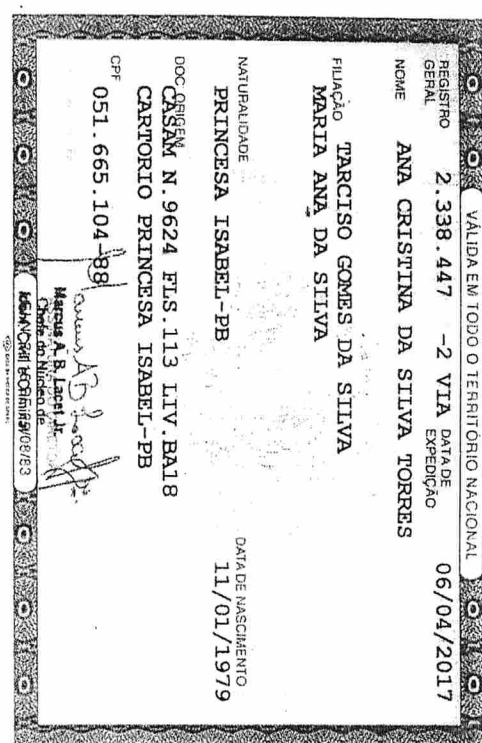 VÁLIDA EM TODO O TERRITÓRIO NACIONAL
REGISTRO GERAL 2.338.447 -2 VIA DATA DE EXPEDIÇÃO 06/04/2017
NOME ANA CRISTINA DA SILVA TORRES
FILIAÇÃO TARCISO GOMES DA SILVA
MARIA ANA DA SILVA
NATURALIDADE DATA DE NASCIMENTO
PRINCESA ISABEL-PB 11/01/1979
DOC ORIGEM CASAM N.9624 FLS.113 LIV.BA18
CARTORIO PRINCESA ISABEL-PB
CPF 051.665.104-88
Marcus A. B. Lacet Jr.
Chefe do Núcleo de